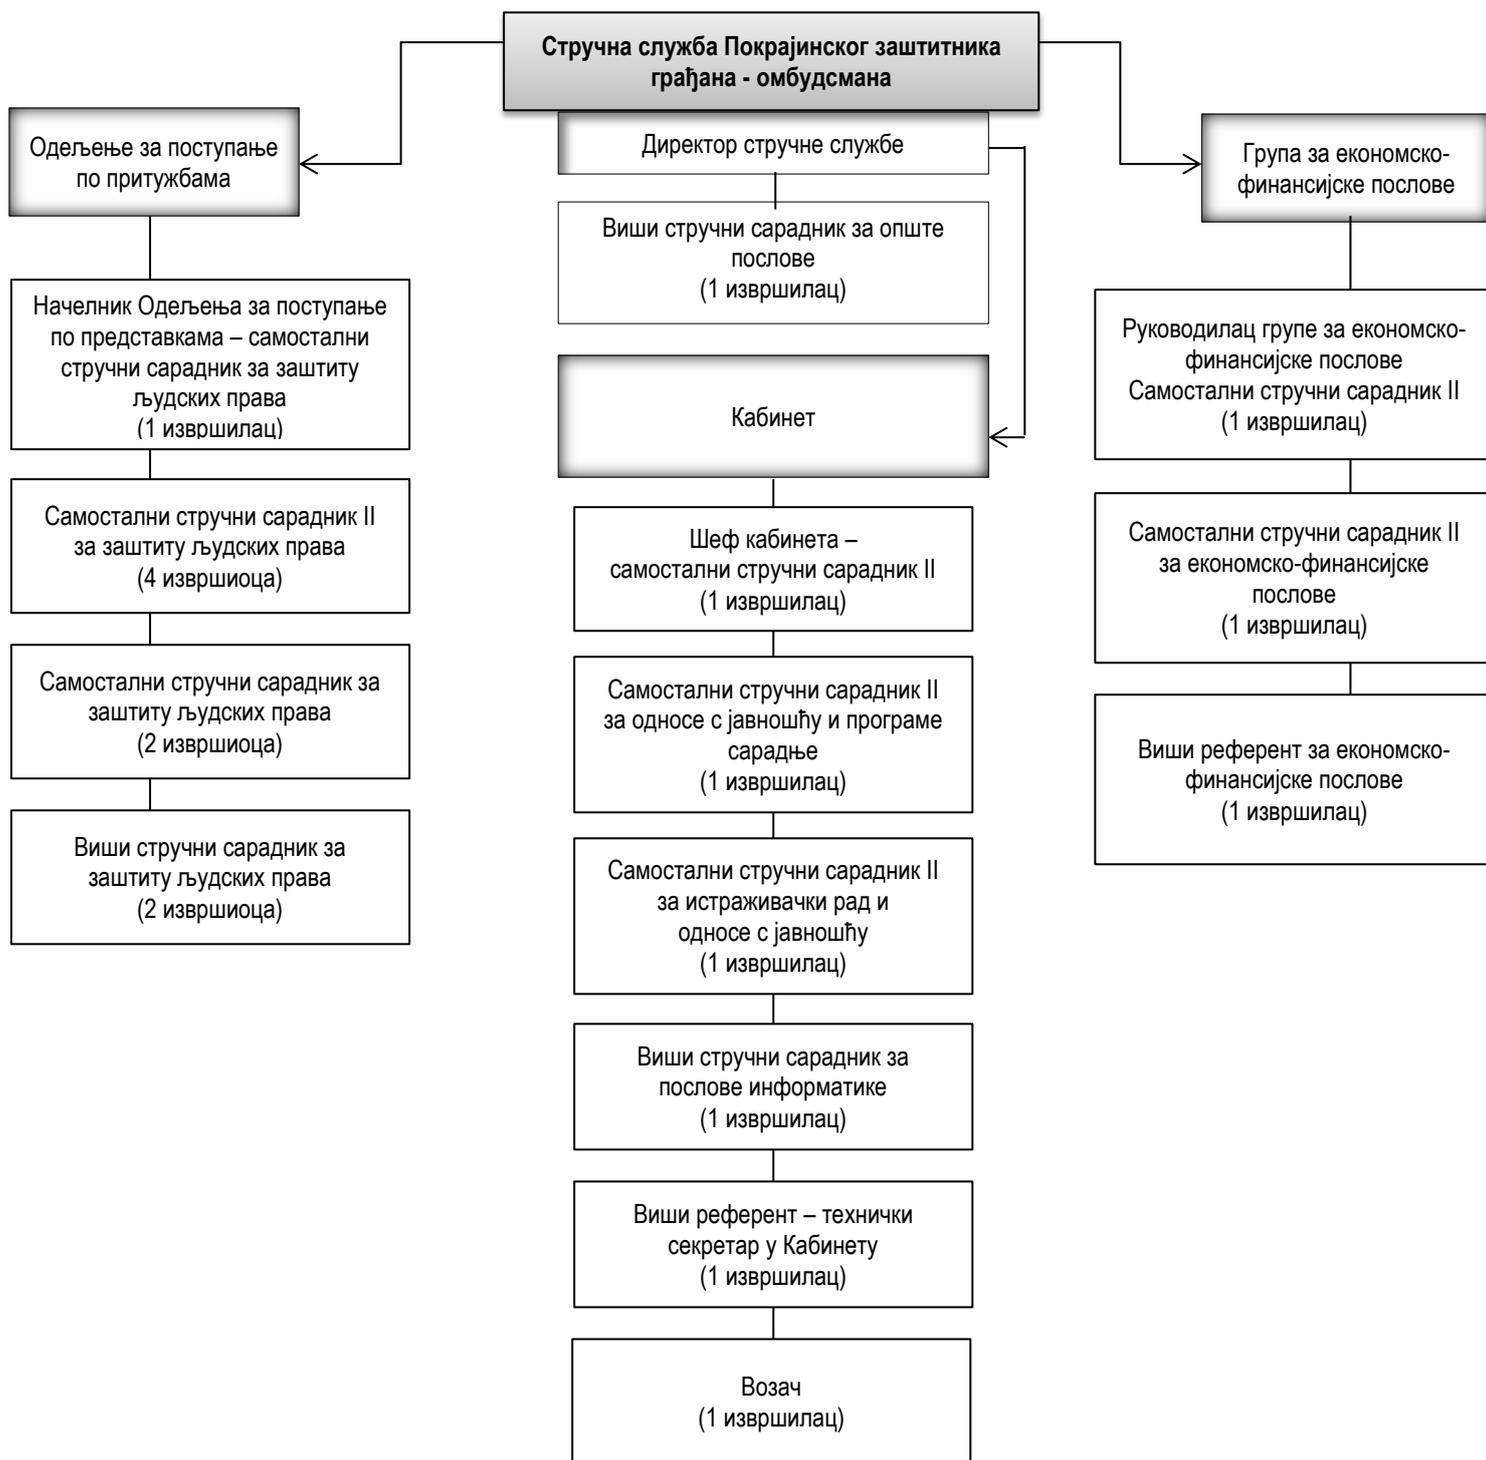 Стручна служба Покрајинског заштитника
грађана - омбудсмана
Одељење за поступање
по притужбама
Начелник Одељења за поступање
по представкама – самостални
стручни сарадник за заштиту
људских права
(1 извршилац)
Самостални стручни сарадник II
за заштиту људских права
(4 извршиоца)
Самостални стручни сарадник за
заштиту људских права
(2 извршиоца)
Виши стручни сарадник за
заштиту људских права
(2 извршиоца)
Директор стручне службе
Виши стручни сарадник за опште
послове
(1 извршилац)
Кабинет
Шеф кабинета –
самостални стручни сарадник II
(1 извршилац)
Самостални стручни сарадник II
за односе с јавношћу и програме
сарадње
(1 извршилац)
Самостални стручни сарадник II
за истраживачки рад и
односе с јавношћу
(1 извршилац)
Виши стручни сарадник за
послове информатике
(1 извршилац)
Виши референт – технички
секретар у Кабинету
(1 извршилац)
Возач
(1 извршилац)
Група за економско-
финансијске послове
Руководилац групе за економско-
финансијске послове
Самостални стручни сарадник II
(1 извршилац)
Самостални стручни сарадник II
за економско-финансијске
послове
(1 извршилац)
Виши референт за економско-
финансијске послове
(1 извршилац)